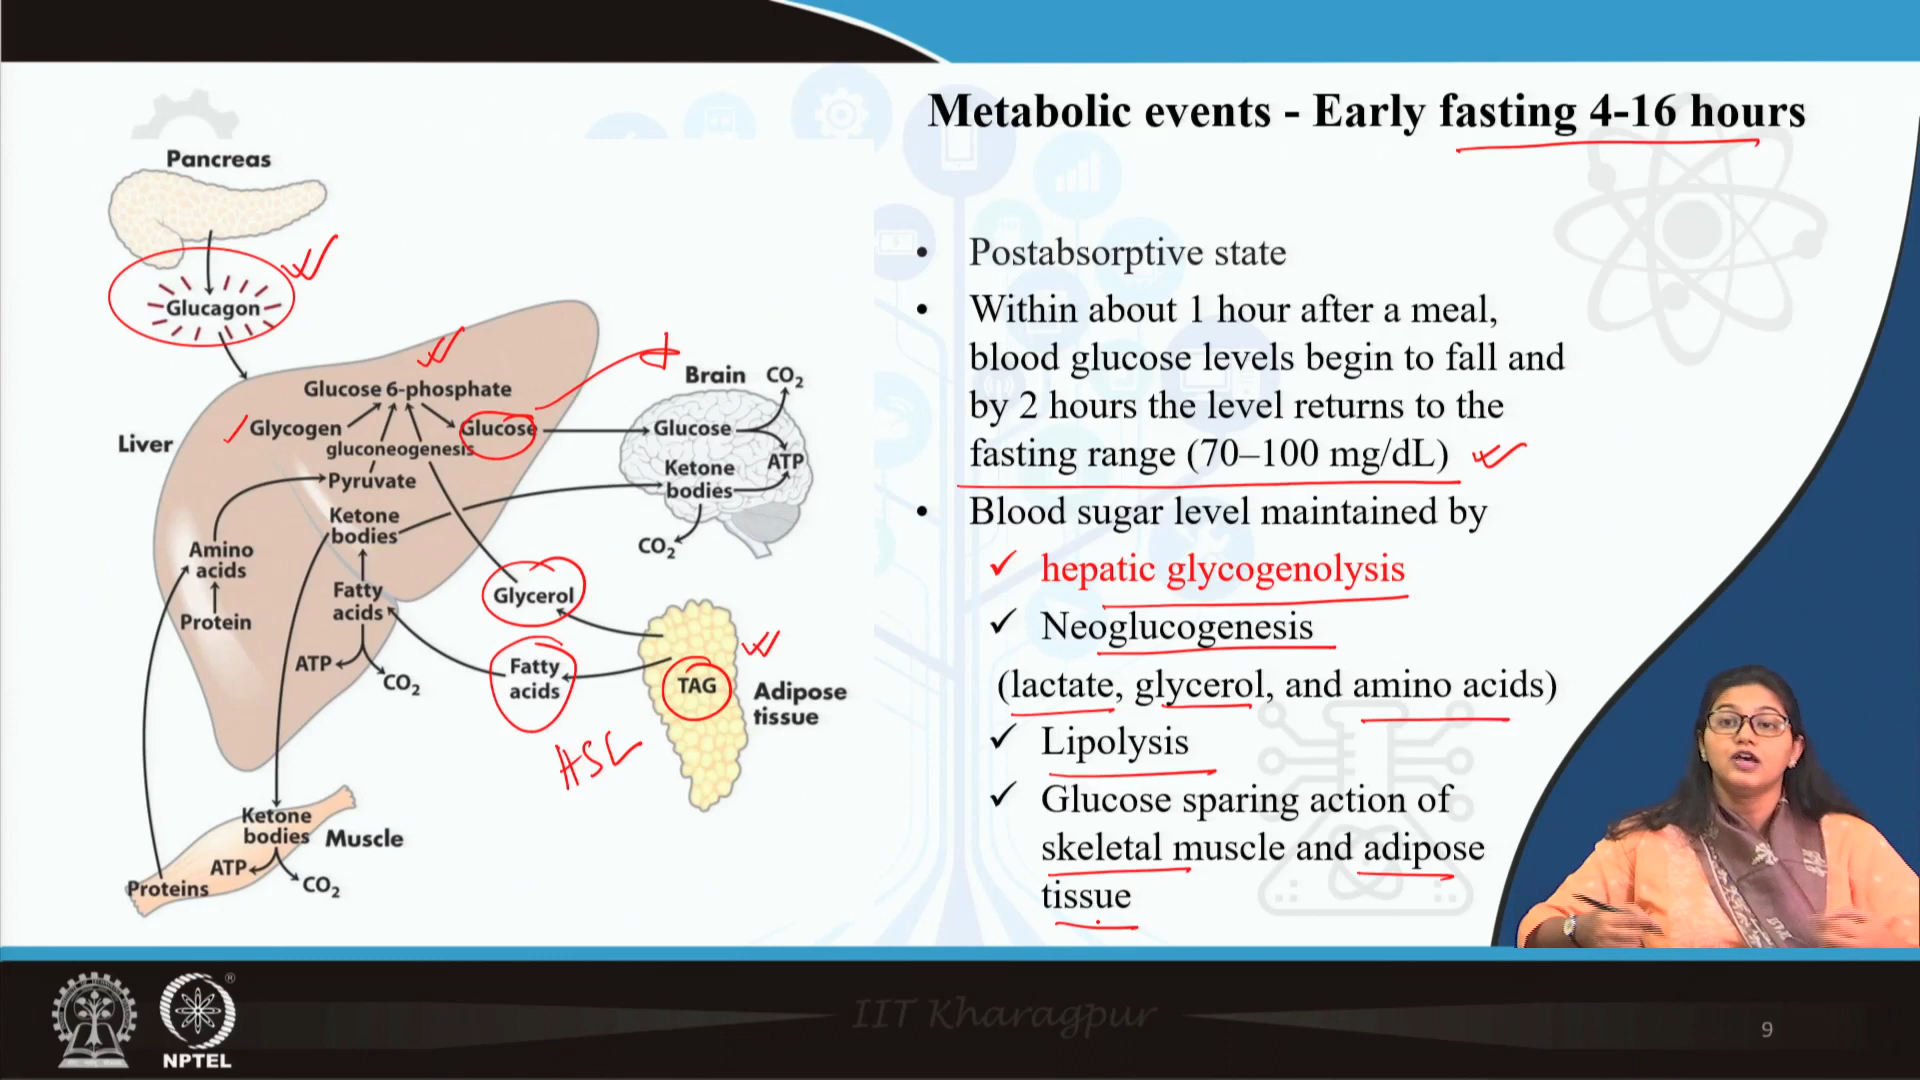 Metabolic events - Early fasting 4-16 hours
Pancreas
Glucagon
Liver
Glucose 6-phosphate
Glycogen
Glucose
gluconeogenesis
Pyruvate
Ketone
bodies
Amino
acids
Protein
Fatty
acids
ATP
CO2
Brain
CO2
Glucose
Ketone
bodies
ATP
CO2
Glycerol
Fatty
acids
TAG
Adipose
tissue
HSL
Ketone
bodies
Muscle
ATP
CO2
Proteins
• Postabsorptive state
• Within about 1 hour after a meal,
blood glucose levels begin to fall and
by 2 hours the level returns to the
fasting range (70–100 mg/dL)
• Blood sugar level maintained by
✓ hepatic glycogenolysis
✓ Neoglucogenesis
(lactate, glycerol, and amino acids)
✓ Lipolysis
✓ Glucose sparing action of
skeletal muscle and adipose
tissue
NPTEL
®
IIT Kharagpur
9